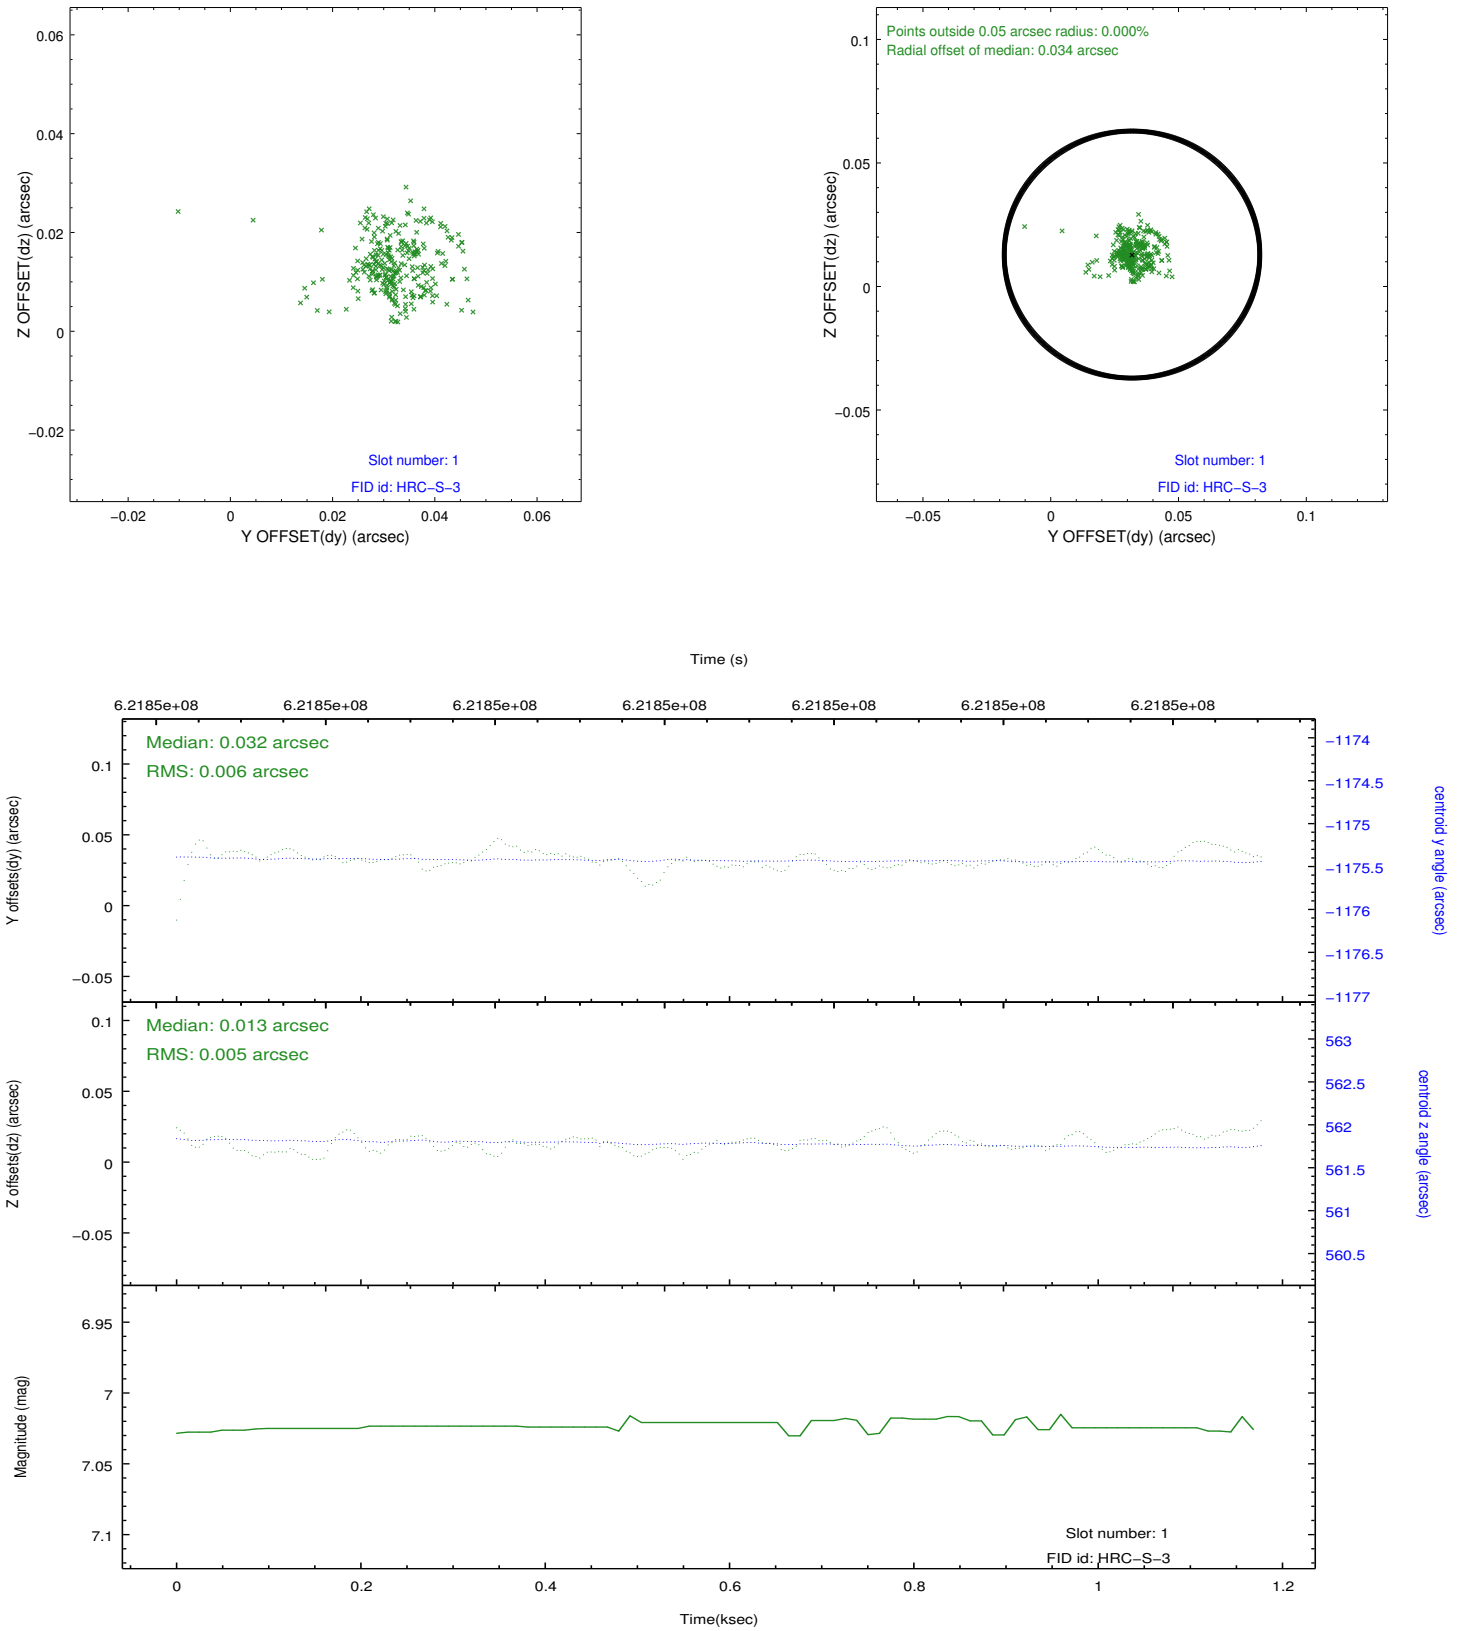 0.06
0.04
0.02
0
−0.02
Z OFFSET(dz) (arcsec)
Slot number: 1
FID id: HRC−S−3
−0.02 0 0.02 0.04 0.06
Y OFFSET(dy) (arcsec)
Points outside 0.05 arcsec radius: 0.000%
Radial offset of median: 0.034 arcsec
0.1
0.05
0
−0.05
Z OFFSET(dz) (arcsec)
Slot number: 1
FID id: HRC−S−3
−0.05 0 0.05 0.1
Y OFFSET(dy) (arcsec)
Time (s)
6.2185e+08 6.2185e+08 6.2185e+08 6.2185e+08 6.2185e+08 6.2185e+08 6.2185e+08
Median: 0.032 arcsec
RMS: 0.006 arcsec
0.1
0.05
0
−0.05
Y offsets(dy) (arcsec)
−1174
−1174.5
−1175
−1175.5
−1176
−1176.5
−1177
centroid y angle (arcsec)
Median: 0.013 arcsec
RMS: 0.005 arcsec
0.1
0.05
0
−0.05
Z offsets(dz) (arcsec)
563
562.5
562
561.5
561
560.5
centroid z angle (arcsec)
6.95
7
7.05
7.1
Magnitude (mag)
Slot number: 1
FID id: HRC−S−3
0 0.2 0.4 0.6 0.8 1 1.2
Time(ksec)